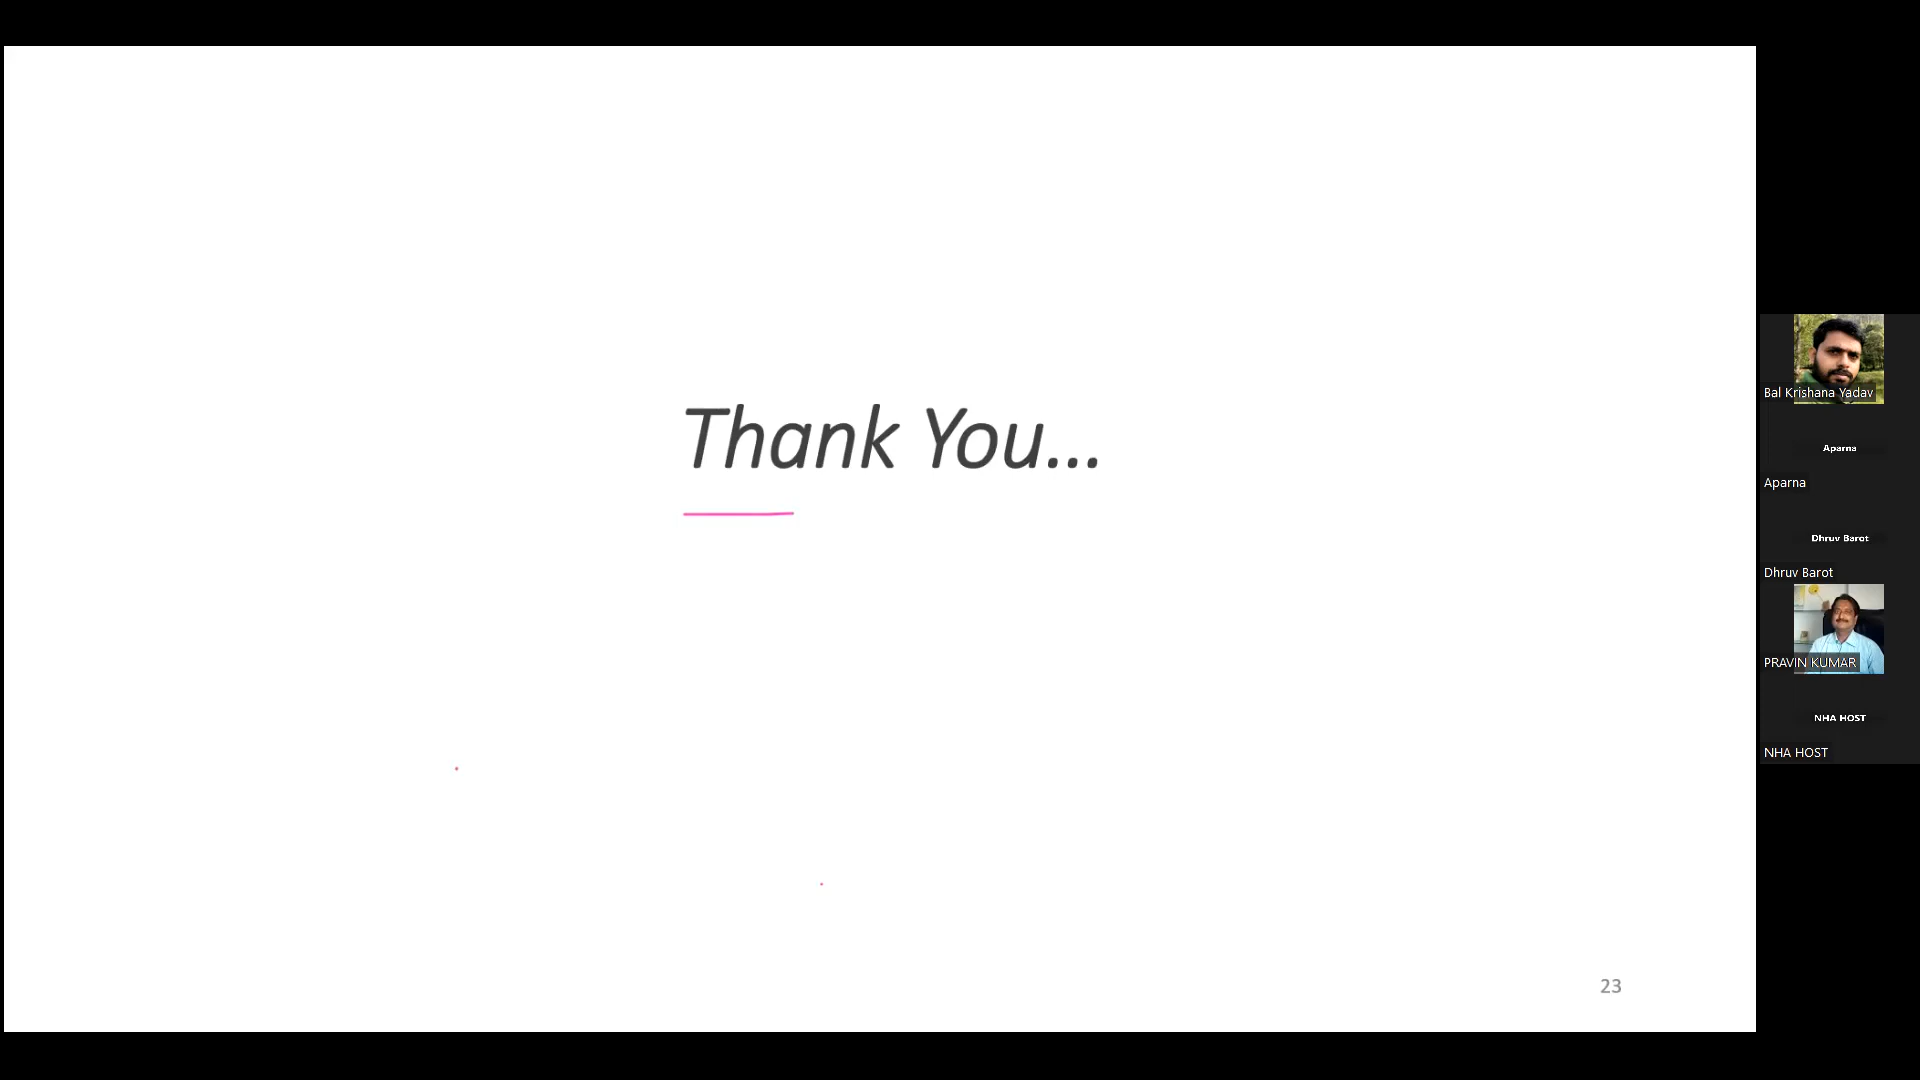 Thank You...
23
Bal Krishana Yadav
Aparna
Aparna
Dhruv Barot
Dhruv Barot
PRAVIN KUMAR
NHA HOST
NHA HOST